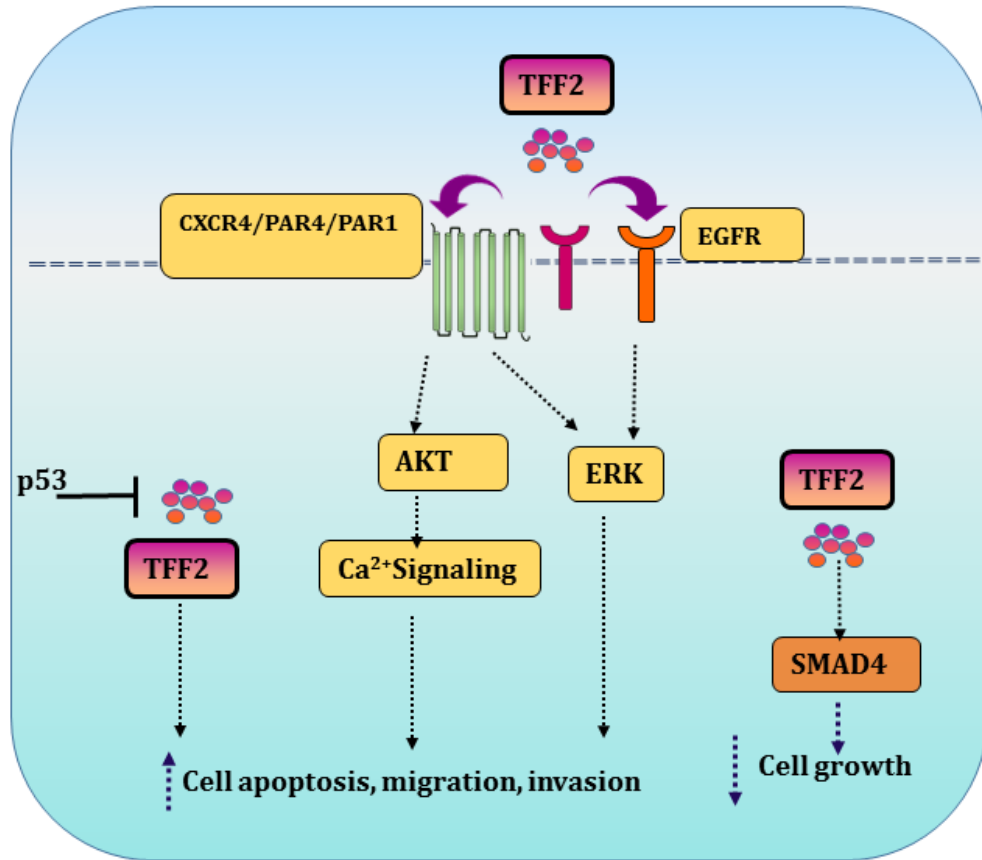 TFF2
CXCR4/PAR4/PAR1
EGFR
AKT
ERK
TFF2
p53
TFF2
Ca²⁺Signaling
SMAD4
Cell apoptosis, migration, invasion
Cell growth